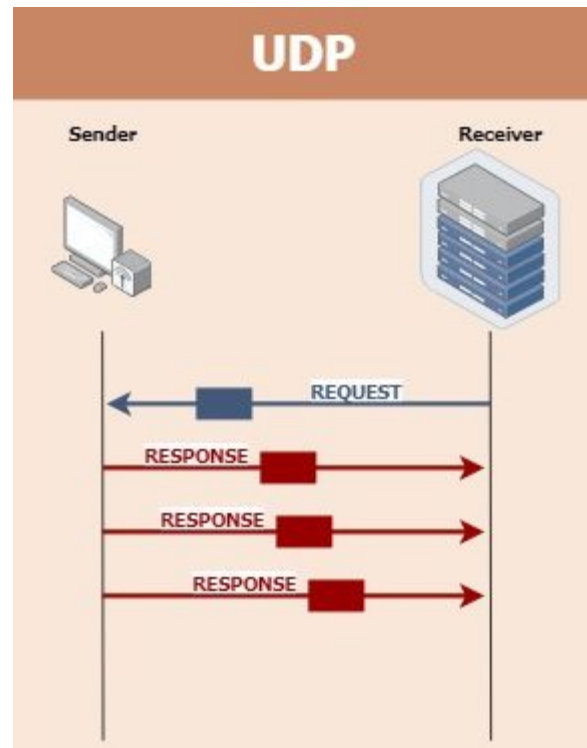 UDP
Sender
Receiver
REQUEST
RESPONSE
RESPONSE
RESPONSE